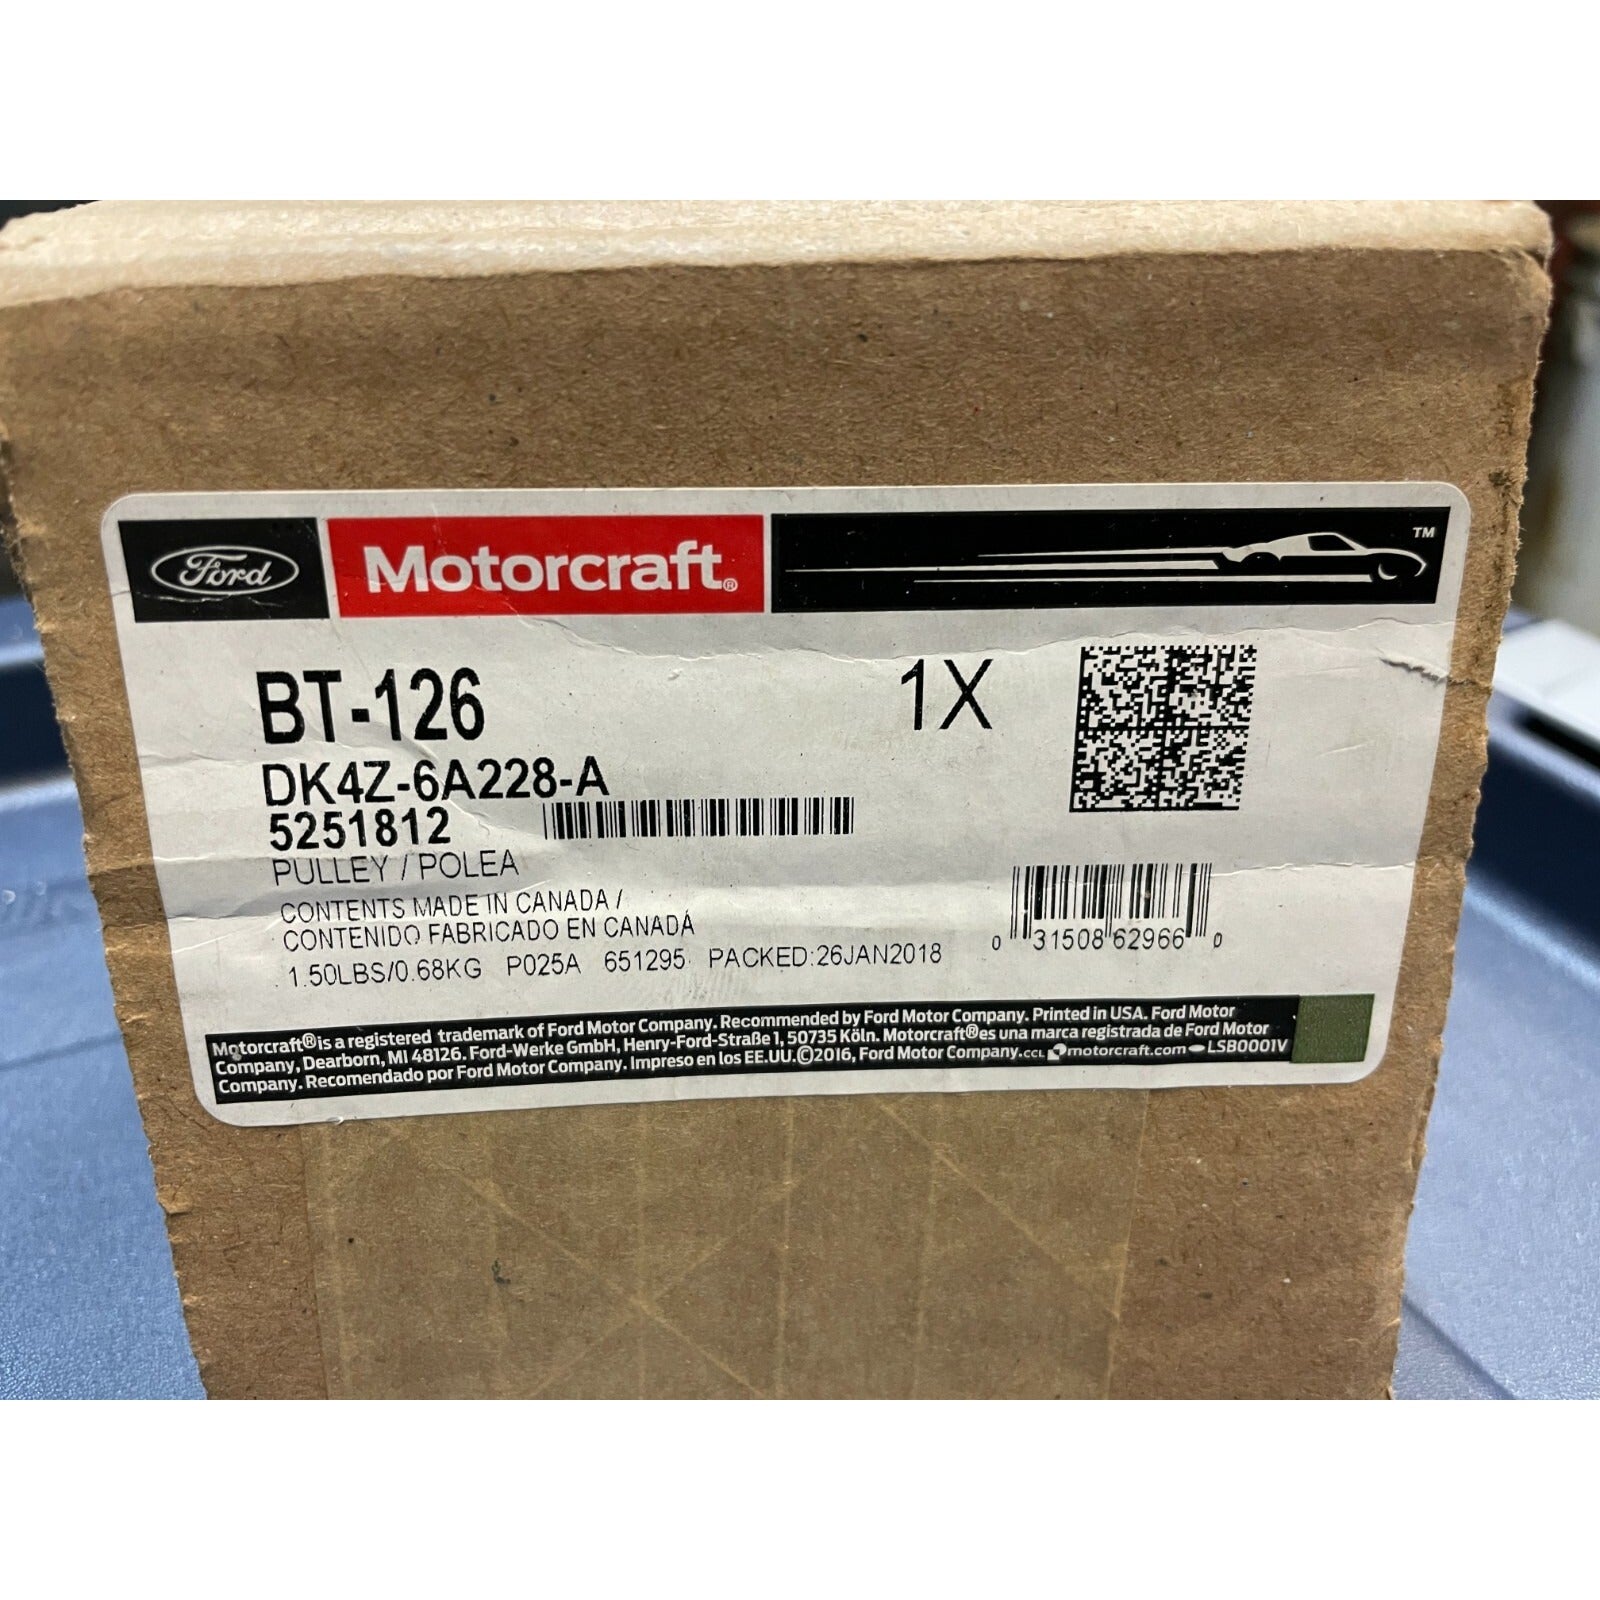 Ford Motorcraft® TM
BT-126 1X
DK4Z-6A228-A
5251812
PULLEY / POLEA
CONTENTS MADE IN CANADA /
CONTENIDO FABRICADO EN CANADÁ
0 31508 62966 0
1.50LBS/0.68KG P025A 651295 PACKED:26JAN2018
Motorcraft® is a registered trademark of Ford Motor Company. Recommended by Ford Motor Company. Printed in USA. Ford Motor
Company, Dearborn, MI 48126. Ford-Werke GmbH, Henry-Ford-Straße 1, 50735 Köln. Motorcraft® es una marca registrada de Ford Motor
Company. Recomendado por Ford Motor Company. Impreso en los EE.UU. ©2016, Ford Motor Company. CCL motorcraft.com LSB0001V